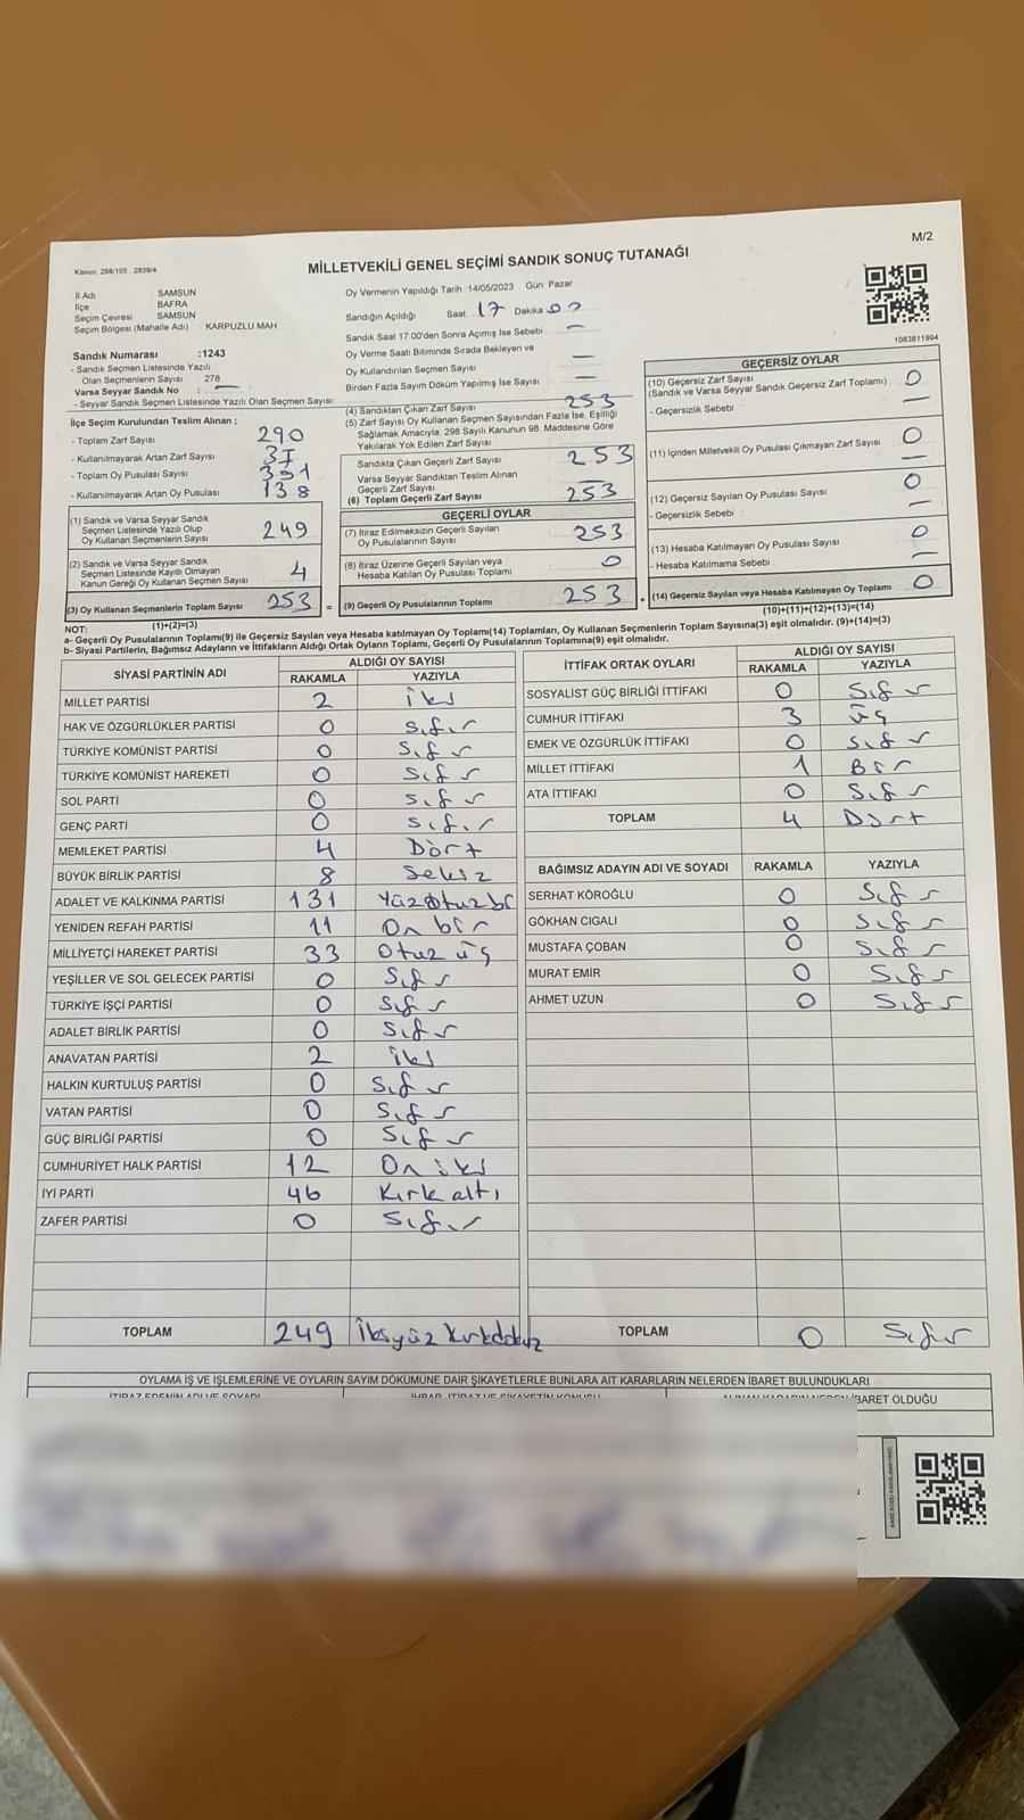 M/2
Kanun: 298/105 - 2839/4
MİLLETVEKİLİ GENEL SEÇİMİ SANDIK SONUÇ TUTANAĞI
İl Adı SAMSUN
İlçe BAFRA
Seçim Çevresi SAMSUN
Seçim Bölgesi (Mahalle Adı) KARPUZLU MAH
Sandık Numarası :1243
- Sandık Seçmen Listesinde Yazılı
Olan Seçmenlerin Sayısı 278
Varsa Seyyar Sandık No : —
- Seyyar Sandık Seçmen Listesinde Yazılı Olan Seçmen Sayısı:
Oy Vermenin Yapıldığı Tarih 14/05/2023 Gün Pazar
Sandığın Açıldığı Saat 17 Dakika
Sandık Saat 17:00'den Sonra Açımış İse Sebebi —
Oy Verme Saati Bitiminde Sırada Bekleyen ve
Oy Kullandırılan Seçmen Sayısı —
Birden Fazla Sayım Döküm Yapılmış İse Sayısı —
1083811994
İlçe Seçim Kurulundan Teslim Alınan ;
- Toplam Zarf Sayısı 290
- Kullanılmayarak Artan Zarf Sayısı 37
- Toplam Oy Pusulası Sayısı 391
- Kullanılmayarak Artan Oy Pusulası 138
(1) Sandık ve Varsa Seyyar Sandık
Seçmen Listesinde Yazılı Olup
Oy Kullanan Seçmenlerin Sayısı 249
(2) Sandık ve Varsa Seyyar Sandık
Seçmen Listesinde Kayıtlı Olmayan
Kanun Gereği Oy Kullanan Seçmen Sayısı 4
(3) Oy Kullanan Seçmenlerin Toplam Sayısı 253 =
(1)+(2)=(3)
(4) Sandıktan Çıkan Zarf Sayısı 253
(5) Zarf Sayısı Oy Kullanan Seçmen Sayısından Fazla İse, Eşitliği
Sağlamak Amacıyla, 298 Sayılı Kanunun 98. Maddesine Göre
Yakılarak Yok Edilen Zarf Sayısı
Sandıkta Çıkan Geçerli Zarf Sayısı 253
Varsa Seyyar Sandıktan Teslim Alınan
Geçerli Zarf Sayısı —
(6) Toplam Geçerli Zarf Sayısı 253
GEÇERLİ OYLAR
(7) İtiraz Edilmeksizin Geçerli Sayılan
Oy Pusulalarının Sayısı 253
(8) İtiraz Üzerine Geçerli Sayılan veya
Hesaba Katılan Oy Pusulası Toplamı 0
(9) Geçerli Oy Pusulalarının Toplamı 253
GEÇERSİZ OYLAR
(10) Geçersiz Zarf Sayısı 0
(Sandık ve Varsa Seyyar Sandık Geçersiz Zarf Toplamı)
- Geçersizlik Sebebi —
(11) İçinden Milletvekili Oy Pusulası Çıkmayan Zarf Sayısı 0
(12) Geçersiz Sayılan Oy Pusulası Sayısı 0
- Geçersizlik Sebebi —
(13) Hesaba Katılmayan Oy Pusulası Sayısı 0
- Hesaba Katılmama Sebebi —
(14) Geçersiz Sayılan veya Hesaba Katılmayan Oy Toplamı 0
(10)+(11)+(12)+(13)=(14)
NOT:
a- Geçerli Oy Pusulalarının Toplamı(9) ile Geçersiz Sayılan veya Hesaba katılmayan Oy Toplamı(14) Toplamları, Oy Kullanan Seçmenlerin Toplam Sayısına(3) eşit olmalıdır. (9)+(14)=(3)
b- Siyasi Partilerin, Bağımsız Adayların ve İttifakların Aldığı Ortak Oyların Toplamı, Geçerli Oy Pusulalarının Toplamına(9) eşit olmalıdır.
SİYASİ PARTİNİN ADI ALDIĞI OY SAYISI
RAKAMLA YAZIYLA
MİLLET PARTİSİ 2 iki
HAK VE ÖZGÜRLÜKLER PARTİSİ 0 Sıfır
TÜRKİYE KOMÜNİST PARTİSİ 0 Sıfır
TÜRKİYE KOMÜNİST HAREKETİ 0 Sıfır
SOL PARTİ 0 Sıfır
GENÇ PARTİ 0 Sıfır
MEMLEKET PARTİSİ 4 Dört
BÜYÜK BİRLİK PARTİSİ 8 Sekiz
ADALET VE KALKINMA PARTİSİ 131 Yüzotuzbir
YENİDEN REFAH PARTİSİ 11 On bir
MİLLİYETÇİ HAREKET PARTİSİ 33 Otuz üç
YEŞİLLER VE SOL GELECEK PARTİSİ 0 Sıfır
TÜRKİYE İŞÇİ PARTİSİ 0 Sıfır
ADALET BİRLİK PARTİSİ 0 Sıfır
ANAVATAN PARTİSİ 2 iki
HALKIN KURTULUŞ PARTİSİ 0 Sıfır
VATAN PARTİSİ 0 Sıfır
GÜÇ BİRLİĞİ PARTİSİ 0 Sıfır
CUMHURİYET HALK PARTİSİ 12 On iki
İYİ PARTİ 46 Kırk altı
ZAFER PARTİSİ 0 Sıfır
TOPLAM 249 İkiyüz Kırkdokuz
İTTİFAK ORTAK OYLARI ALDIĞI OY SAYISI
RAKAMLA YAZIYLA
SOSYALİST GÜÇ BİRLİĞİ İTTİFAKI 0 Sıfır
CUMHUR İTTİFAKI 3 üç
EMEK VE ÖZGÜRLÜK İTTİFAKI 0 Sıfır
MİLLET İTTİFAKI 1 Bir
ATA İTTİFAKI 0 Sıfır
TOPLAM 4 Dört
BAĞIMSIZ ADAYIN ADI VE SOYADI RAKAMLA YAZIYLA
SERHAT KÖROĞLU 0 Sıfır
GÖKHAN CIGALI 0 Sıfır
MUSTAFA ÇOBAN 0 Sıfır
MURAT EMİR 0 Sıfır
AHMET UZUN 0 Sıfır
TOPLAM 0 Sıfır
OYLAMA İŞ VE İŞLEMLERİNE VE OYLARIN SAYIM DÖKÜMÜNE DAİR ŞİKAYETLERLE BUNLARA AİT KARARLARIN NELERDEN İBARET BULUNDUKLARI
İTİRAZ EDENİN ADI VE SOYADI
İHBAR, İTİRAZ VE ŞİKAYETİN KONUSU
İBARET OLDUĞU